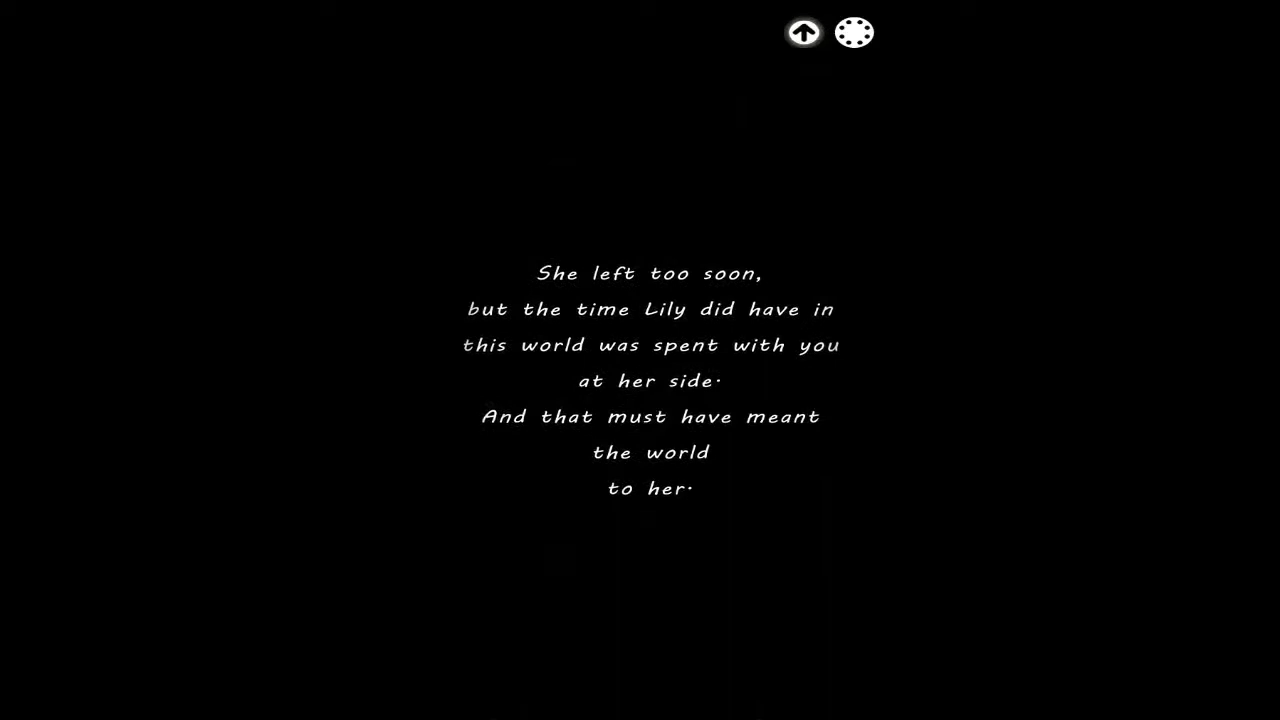 She left too soon,
but the time Lily did have in
this world was spent with you
at her side.
And that must have meant
the world
to her.